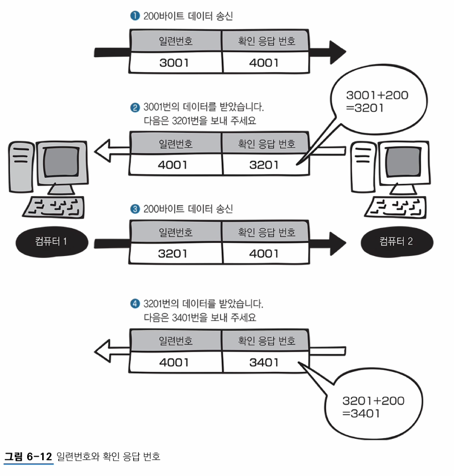 ❶ 200바이트 데이터 송신
일련번호 확인 응답 번호
3001 4001
3001+200
=3201
❷ 3001번의 데이터를 받았습니다.
다음은 3201번을 보내 주세요
일련번호 확인 응답 번호
4001 3201
❸ 200바이트 데이터 송신
일련번호 확인 응답 번호
3201 4001
컴퓨터 1
컴퓨터 2
❹ 3201번의 데이터를 받았습니다.
다음은 3401번을 보내 주세요
일련번호 확인 응답 번호
4001 3401
3201+200
=3401
그림 6-12 일련번호와 확인 응답 번호